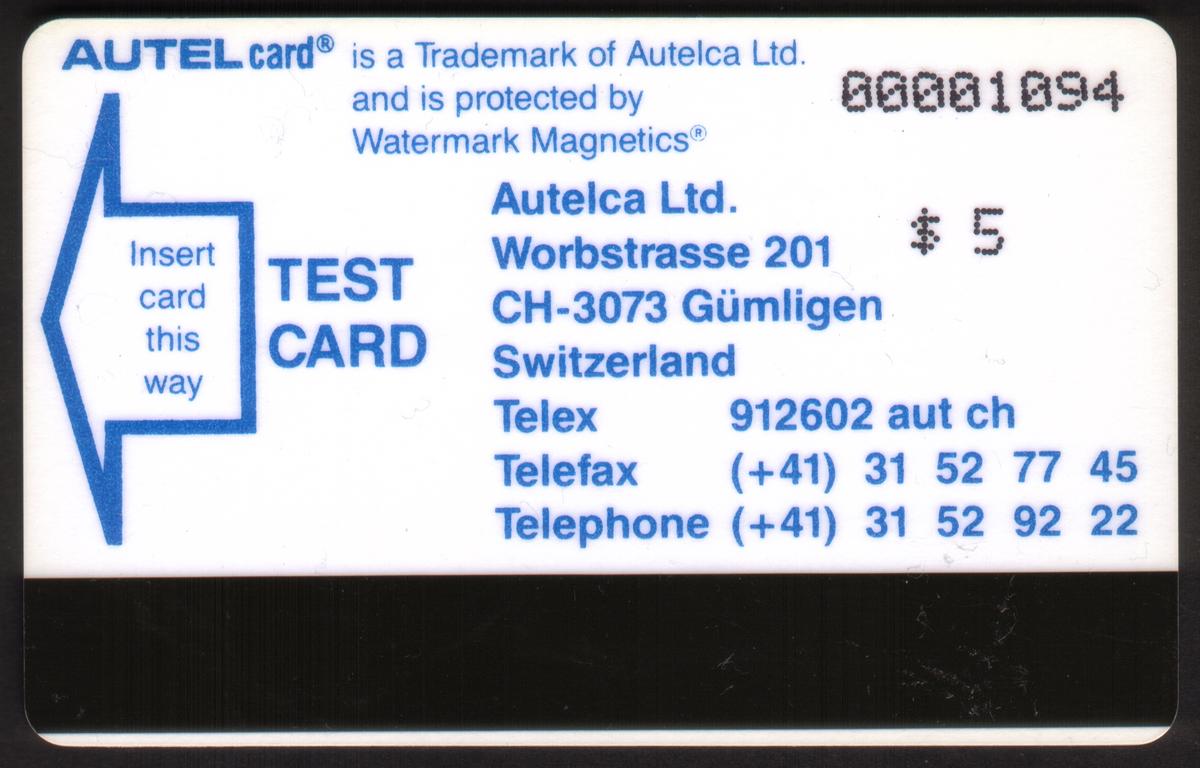 AUTELcard® is a Trademark of Autelca Ltd.
and is protected by
Watermark Magnetics®
00001094
Insert
card
this
way
TEST
CARD
Autelca Ltd.
Worbstrasse 201
CH-3073 Gümligen
Switzerland
$ 5
Telex 912602 aut ch
Telefax (+41) 31 52 77 45
Telephone (+41) 31 52 92 22